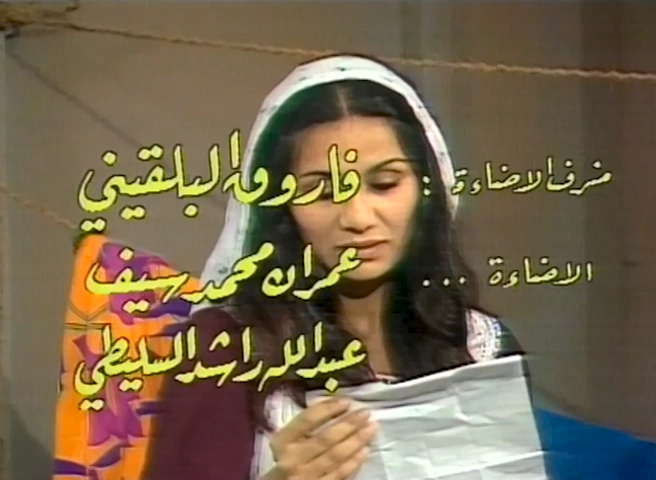 مشرف الاضاءة : فاروق البلقيني
الاضاءة ... عمران محمد سيف
عبدالله راشد السليطي